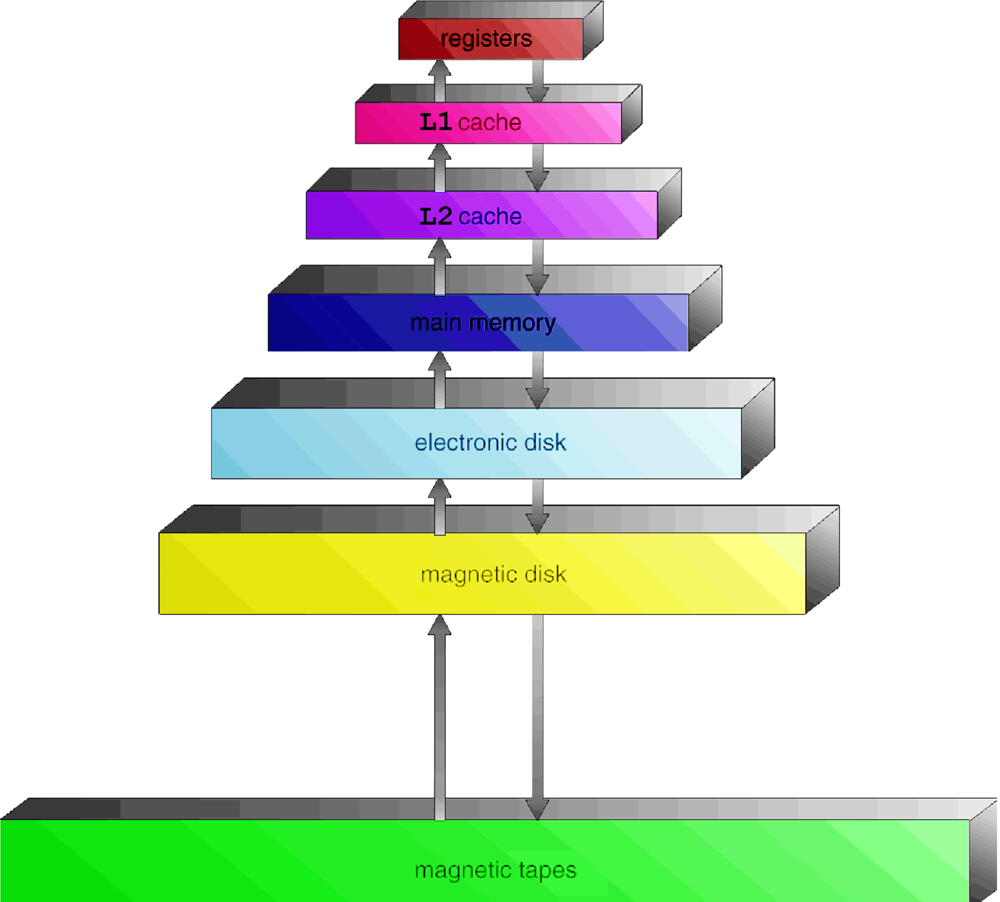 registers
L1 cache
L2 cache
main memory
electronic disk
magnetic disk
magnetic tapes